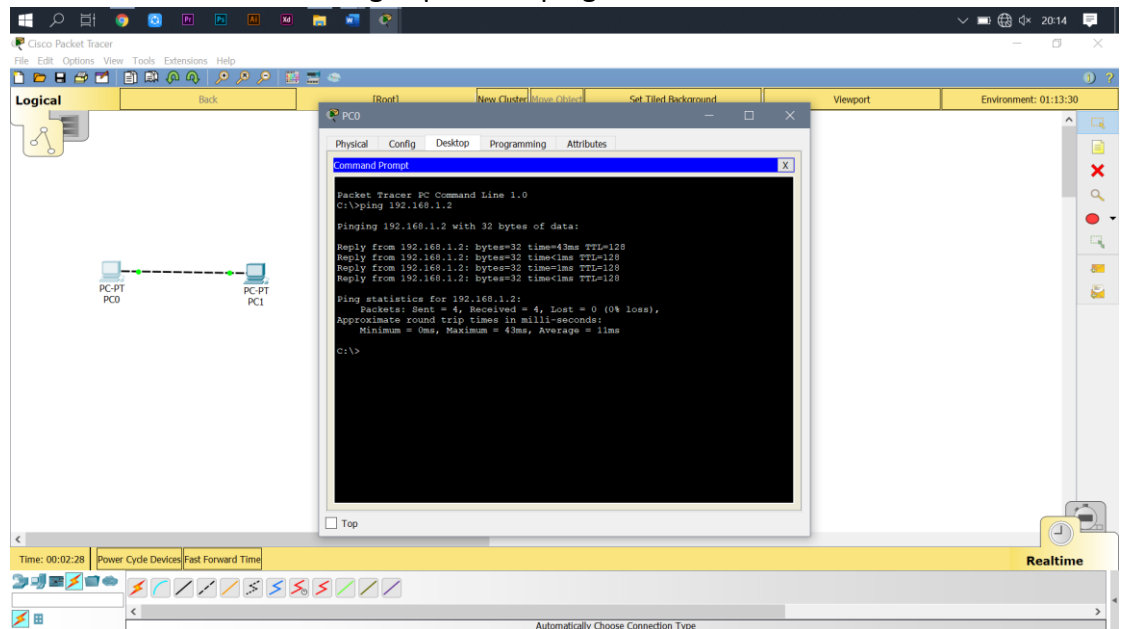 Pr Ps Ai Xd 20:14
Cisco Packet Tracer
File Edit Options View Tools Extensions Help
Logical Back [Root] New Cluster Move Object Set Tiled Background Viewport Environment: 01:13:30
PC0
Physical Config Desktop Programming Attributes
Command Prompt X
Packet Tracer PC Command Line 1.0
C:\>ping 192.168.1.2
Pinging 192.168.1.2 with 32 bytes of data:
Reply from 192.168.1.2: bytes=32 time=43ms TTL=128
Reply from 192.168.1.2: bytes=32 time<1ms TTL=128
Reply from 192.168.1.2: bytes=32 time=1ms TTL=128
Reply from 192.168.1.2: bytes=32 time<1ms TTL=128
Ping statistics for 192.168.1.2:
Packets: Sent = 4, Received = 4, Lost = 0 (0% loss),
Approximate round trip times in milli-seconds:
Minimum = 0ms, Maximum = 43ms, Average = 11ms
C:\>
PC-PT
PC0
PC-PT
PC1
Top
Time: 00:02:28 Power Cycle Devices Fast Forward Time Realtime
Automatically Choose Connection Type